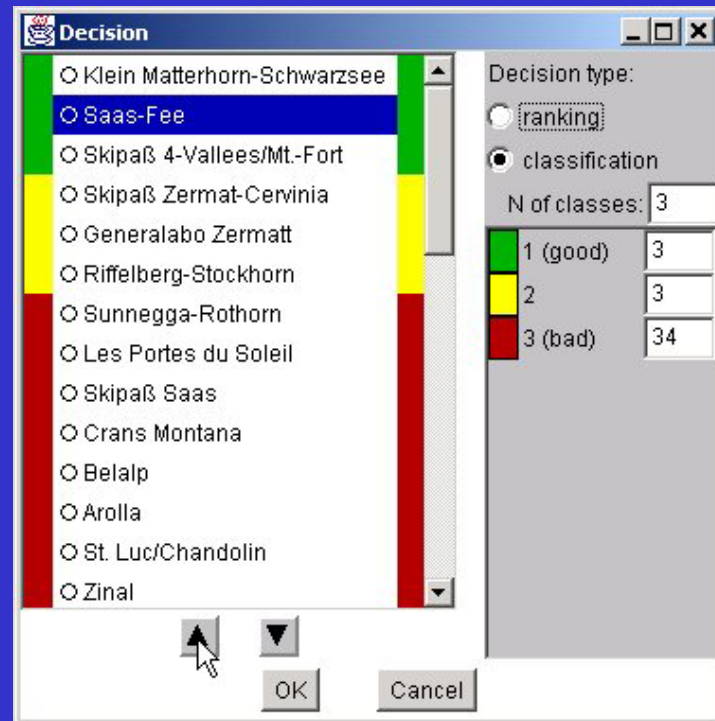 Decision
Klein Matterhorn-Schwarzsee
Saas-Fee
Skipaß 4-Vallees/Mt.-Fort
Skipaß Zermat-Cervinia
Generalabo Zermatt
Riffelberg-Stockhorn
Sunnegga-Rothorn
Les Portes du Soleil
Skipaß Saas
Crans Montana
Belalp
Arolla
St. Luc/Chandolin
Zinal
Decision type:
ranking
classification
N of classes: 3
1 (good) 3
2 3
3 (bad) 34
OK Cancel